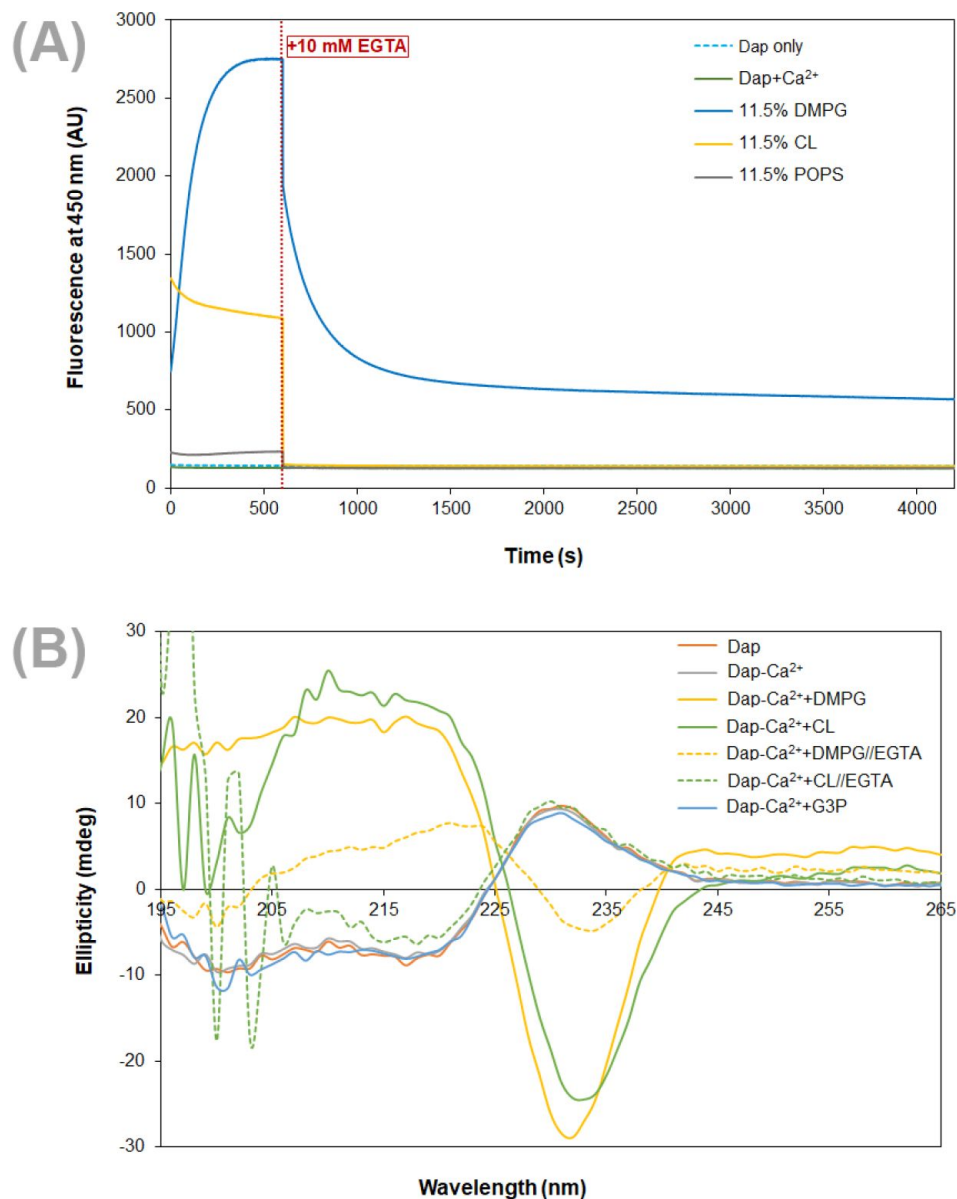 (A)
3000
2500
2000
1500
1000
500
0
Fluorescence at 450 nm (AU)
+10 mM EGTA
Dap only
Dap+Ca²⁺
11.5% DMPG
11.5% CL
11.5% POPS
0 500 1000 1500 2000 2500 3000 3500 4000
Time (s)
(B)
30
20
10
0
-10
-20
-30
Ellipticity (mdeg)
Dap
Dap-Ca²⁺
Dap-Ca²⁺+DMPG
Dap-Ca²⁺+CL
Dap-Ca²⁺+DMPG//EGTA
Dap-Ca²⁺+CL//EGTA
Dap-Ca²⁺+G3P
195 205 215 225 235 245 255 265
Wavelength (nm)